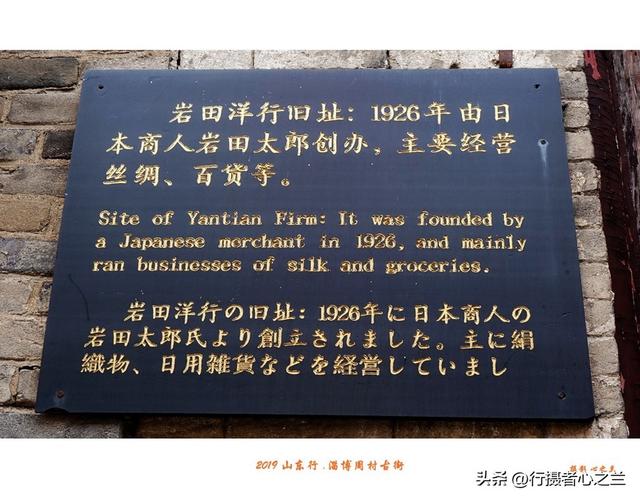 岩田洋行旧址：1926年由日
本商人岩田太郎创办，主要经营
丝绸、百货等。
Site of Yantian Firm: It was founded by
a Japanese merchant in 1926, and mainly
ran businesses of silk and groceries.
岩田洋行の旧址：1926年に日本商人の
岩田太郎氏より創立されました。主に絹
織物、日用雑貨などを経営していまし
2019 山东行 . 淄博周村古街
头条 @行摄者心之兰